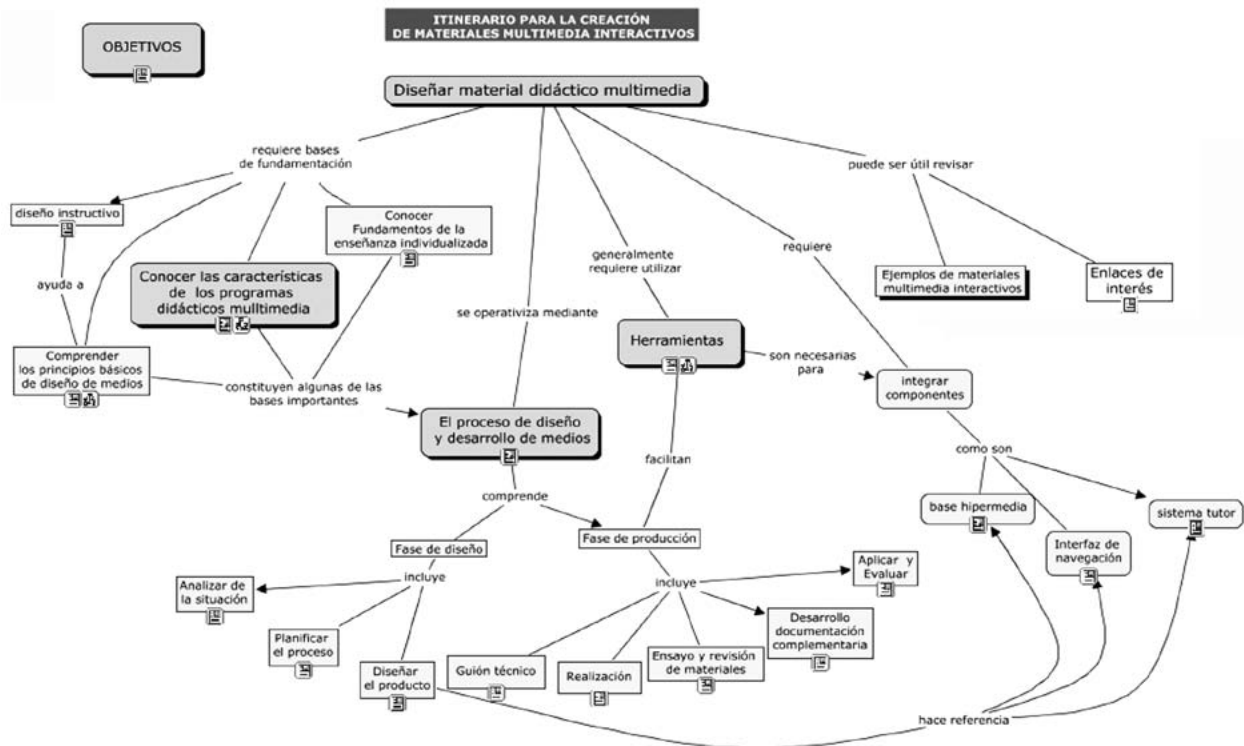 ITINERARIO PARA LA CREACIÓN
DE MATERIALES MULTIMEDIA INTERACTIVOS
OBJETIVOS
Diseñar material didáctico multimedia
requiere bases
de fundamentación
puede ser útil revisar
diseño instructivo
Conocer
Fundamentos de la
enseñanza individualizada
generalmente
requiere utilizar
requiere
Conocer las características
de los programas
didácticos mulltimedia
Ejemplos de materiales
multimedia interactivos
Enlaces de
interés
ayuda a
se operativiza mediante
Herramientas
Comprender
los principios básicos
de diseño de medios
constituyen algunas de las
bases importantes
son necesarias
para
integrar
componentes
El proceso de diseño
y desarrollo de medios
facilitan
como son
comprende
base hipermedia
sistema tutor
Fase de diseño
Fase de producción
Interfaz de
navegación
incluye
incluye
Aplicar y
Evaluar
Analizar de
la situación
Planificar
el proceso
Diseñar
el producto
Guión técnico
Realización
Ensayo y revisión
de materiales
Desarrollo
documentación
complementaria
hace referencia